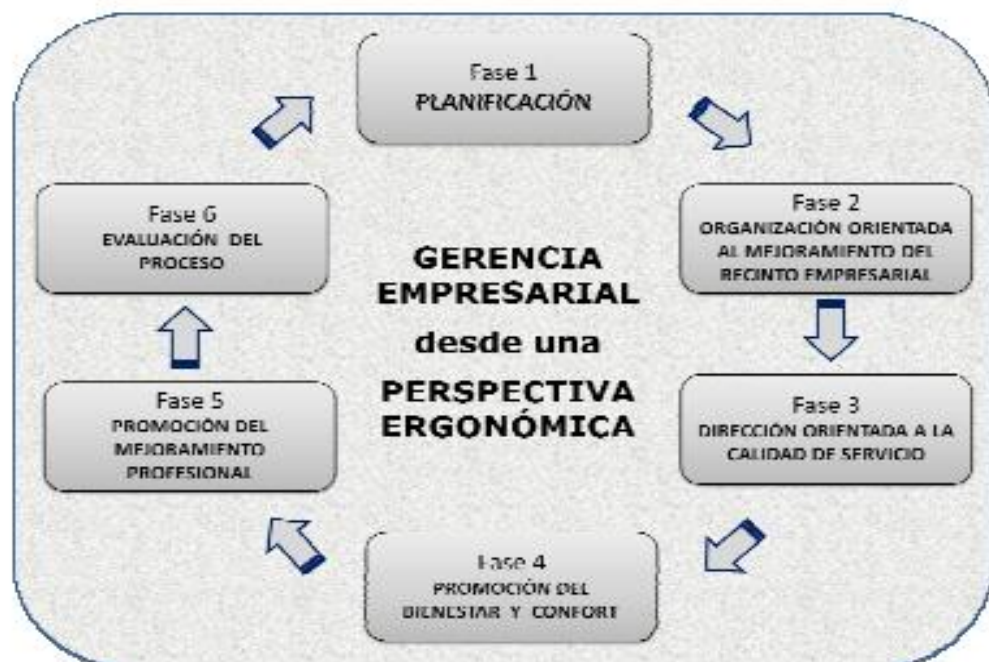 Fase 1
PLANIFICACIÓN
Fase 2
ORGANIZACIÓN ORIENTADA
AL MEJORAMIENTO DEL
RECINTO EMPRESARIAL
Fase 3
DIRECCIÓN ORIENTADA A LA
CALIDAD DE SERVICIO
Fase 4
PROMOCIÓN DEL
BIENESTAR Y CONFORT
Fase 5
PROMOCIÓN DEL
MEJORAMIENTO
PROFESIONAL
Fase 6
EVALUACIÓN DEL
PROCESO
GERENCIA
EMPRESARIAL
desde una
PERSPECTIVA
ERGONÓMICA